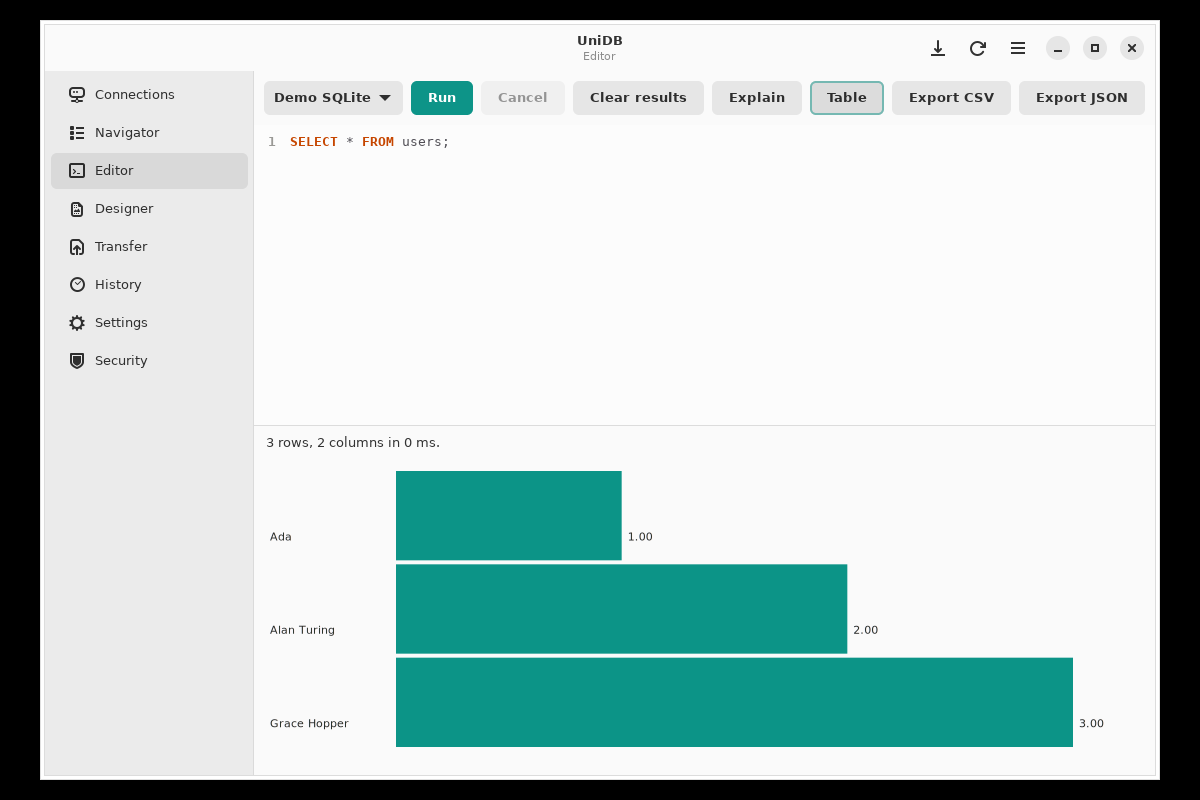 UniDB
Editor
Connections
Navigator
Editor
Designer
Transfer
History
Settings
Security
Demo SQLite Run Cancel Clear results Explain Table Export CSV Export JSON
1 SELECT * FROM users;
3 rows, 2 columns in 0 ms.
Ada 1.00
Alan Turing 2.00
Grace Hopper 3.00